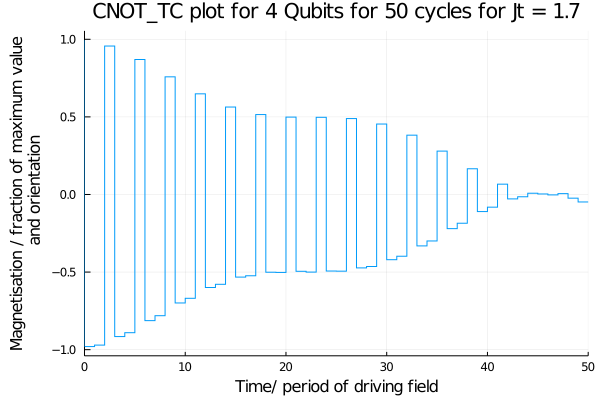 CNOT_TC plot for 4 Qubits for 50 cycles for Jt = 1.7
Magnetisation / fraction of maximum value
and orientation
1.0
0.5
0.0
−0.5
−1.0
0
10
20
30
40
50
Time/ period of driving field